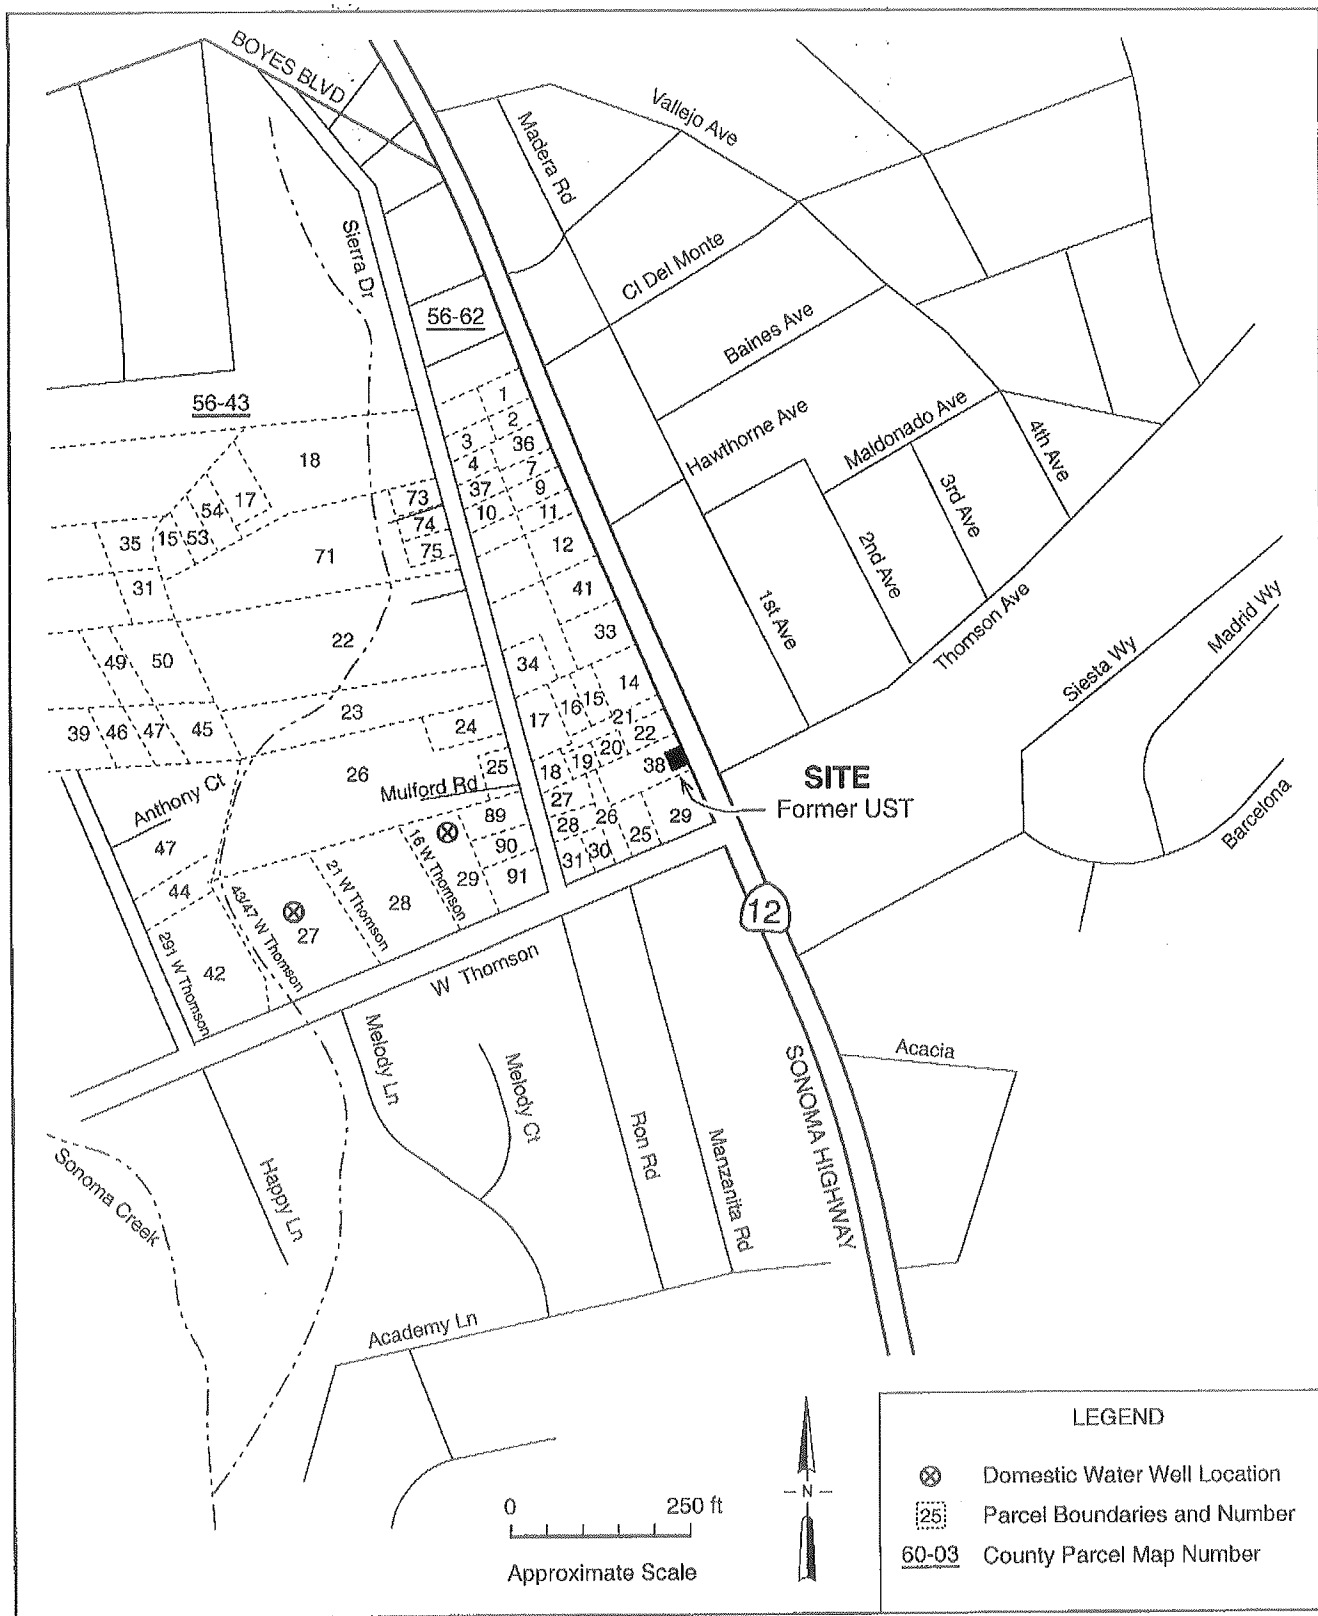 BOYES BLVD
Vallejo Ave
Madera Rd
Sierra Dr
Cl Del Monte
56-62
Baines Ave
56-43
1
2
Hawthorne Ave
Maldonado Ave
4th Ave
3
36
18
4
7
37
9
73
17
54
10
11
3rd Ave
74
35
15
53
12
75
71
2nd Ave
31
41
1st Ave
Thomson Ave
Madrid Wy
Siesta Wy
33
22
34
49
50
14
15
16
23
17
21
24
22
39
46
47
45
20
19
38
25
18
26
SITE
Former UST
Mulford Rd
Anthony Ct
27
26
29
89
28
25
Barcelona
47
16 W Thomson
90
31
30
21 W Thomson
29
91
44
43/47 W Thomson
28
12
27
291 W Thomson
42
W Thomson
Melody Ln
Melody Ct
SONOMA HIGHWAY
Acacia
Ron Rd
Manzanita Rd
Sonoma Creek
Happy Ln
Academy Ln
LEGEND
Domestic Water Well Location
25 Parcel Boundaries and Number
60-03 County Parcel Map Number
N
0 250 ft
Approximate Scale